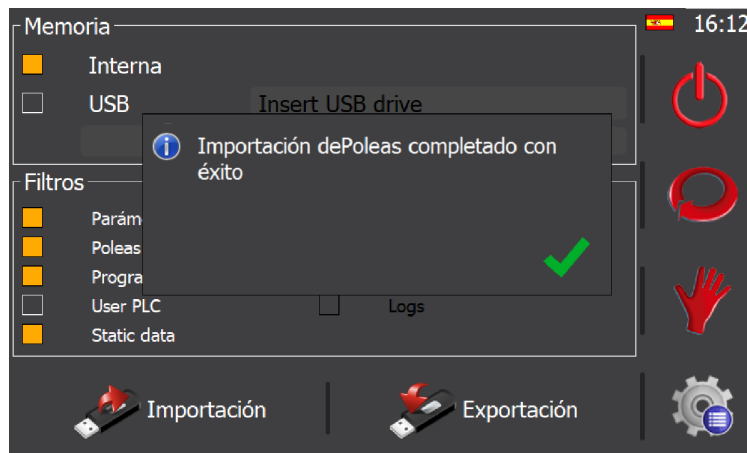 Memoria
16:12
Interna
USB
Insert USB drive
Importación dePoleas completado con
éxito
Filtros
Parám
Poleas
Progra
User PLC
Logs
Static data
Importación
Exportación